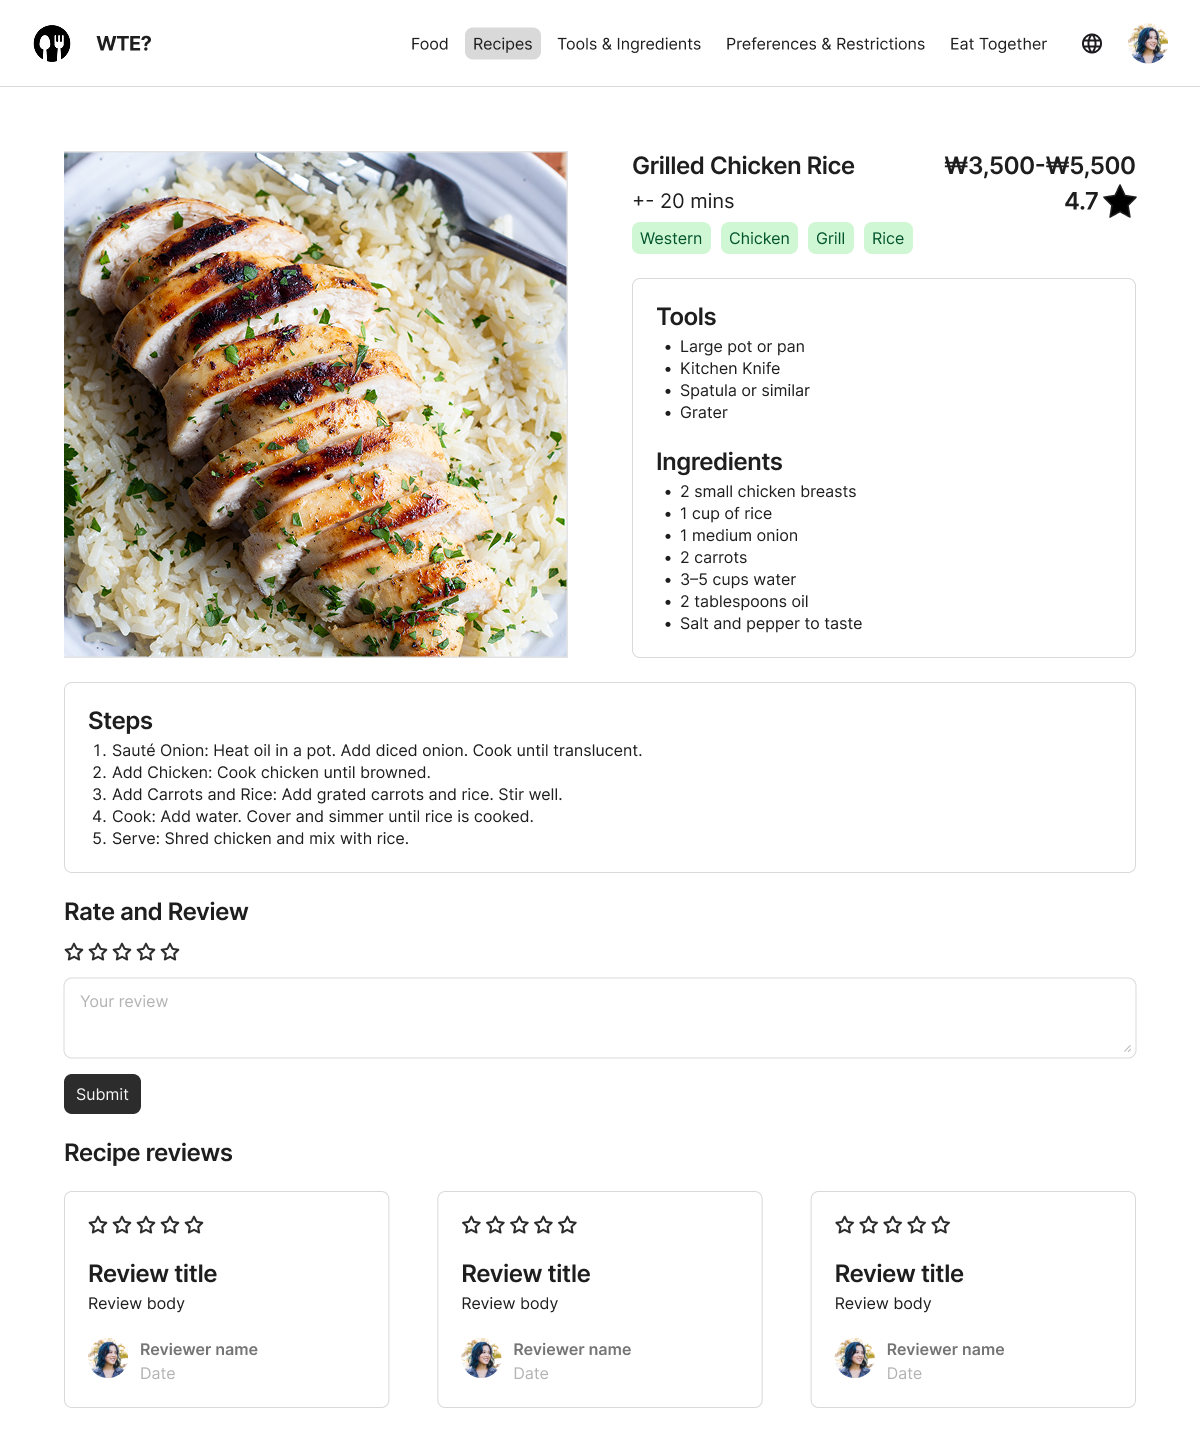 WTE?
Food
Recipes
Tools & Ingredients
Preferences & Restrictions
Eat Together
Grilled Chicken Rice
₩3,500-₩5,500
+- 20 mins
4.7
Western
Chicken
Grill
Rice
Tools
• Large pot or pan
• Kitchen Knife
• Spatula or similar
• Grater
Ingredients
• 2 small chicken breasts
• 1 cup of rice
• 1 medium onion
• 2 carrots
• 3–5 cups water
• 2 tablespoons oil
• Salt and pepper to taste
Steps
1. Sauté Onion: Heat oil in a pot. Add diced onion. Cook until translucent.
2. Add Chicken: Cook chicken until browned.
3. Add Carrots and Rice: Add grated carrots and rice. Stir well.
4. Cook: Add water. Cover and simmer until rice is cooked.
5. Serve: Shred chicken and mix with rice.
Rate and Review
Your review
Submit
Recipe reviews
Review title
Review body
Reviewer name
Date
Review title
Review body
Reviewer name
Date
Review title
Review body
Reviewer name
Date